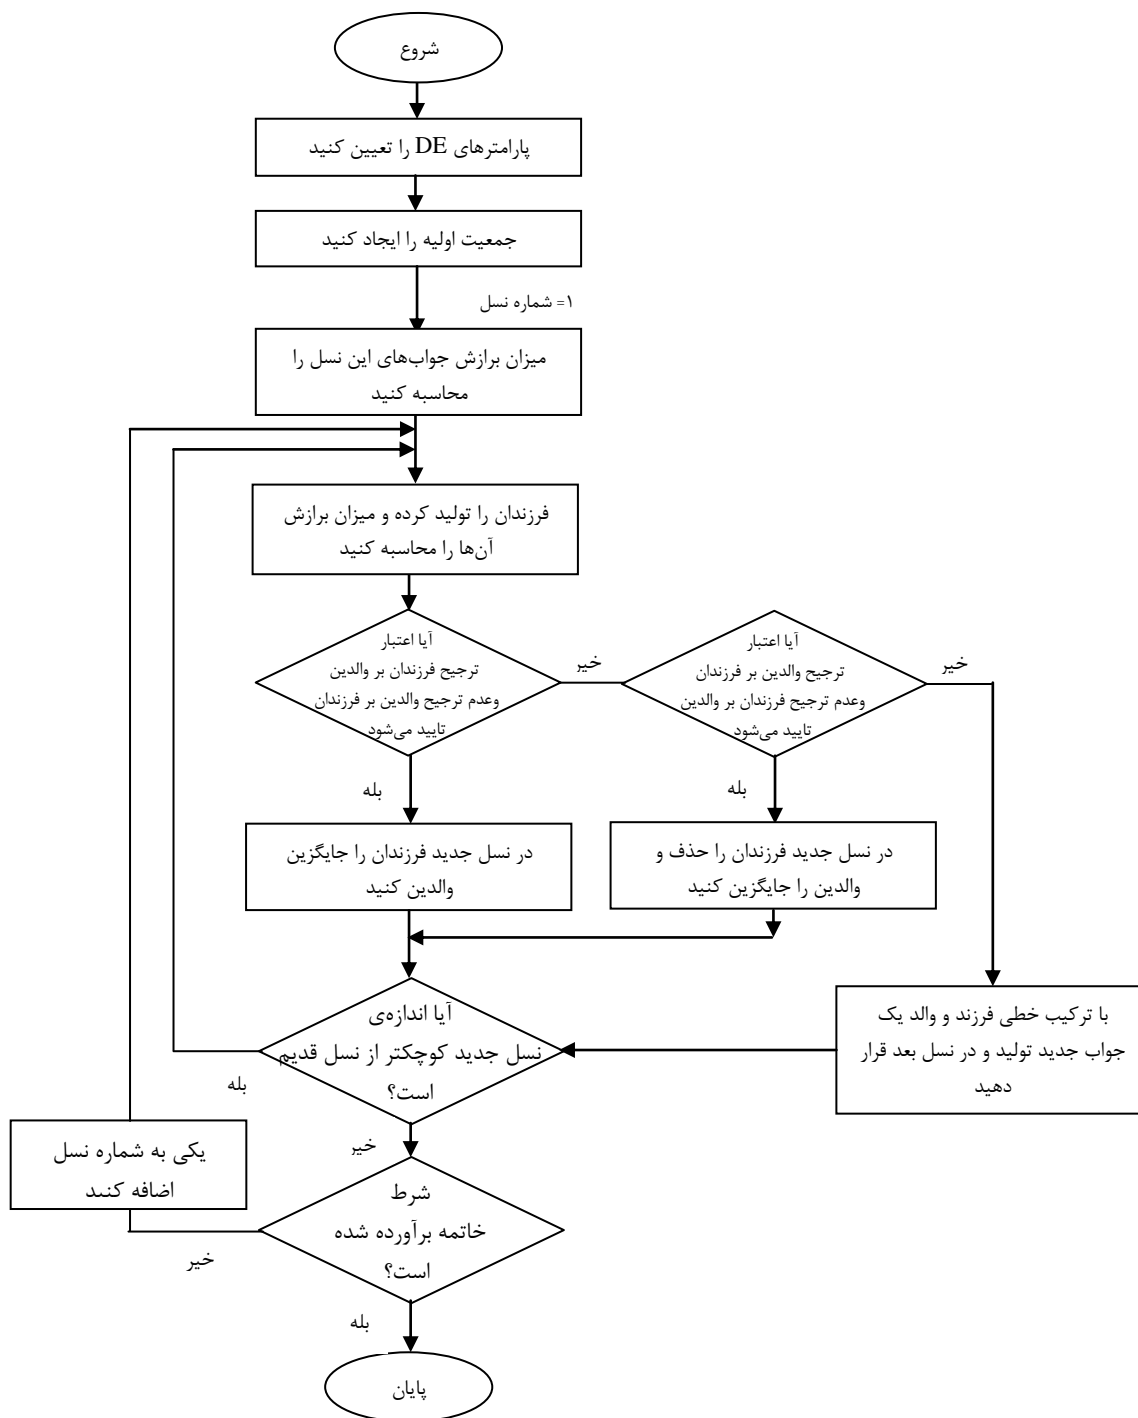 شروع
پارامترهای DE را تعیین کنید
جمعیت اولیه را ایجاد کنید
۱= شماره نسل
میزان برازش جواب‌های این نسل را
محاسبه کنید
فرزندان را تولید کرده و میزان برازش
آن‌ها را محاسبه کنید
آیا اعتبار
ترجیح فرزندان بر والدین
وعدم ترجیح والدین بر فرزندان
تایید می‌شود
خیر
آیا اعتبار
ترجیح والدین بر فرزندان
وعدم ترجیح فرزندان بر والدین
تایید می‌شود
خیر
بله
بله
در نسل جدید فرزندان را جایگزین
والدین کنید
در نسل جدید فرزندان را حذف و
والدین را جایگزین کنید
آیا اندازه‌ی
نسل جدید کوچکتر از نسل قدیم
است؟
با ترکیب خطی فرزند و والد یک
جواب جدید تولید و در نسل بعد قرار
دهید
بله
خیر
یکی به شماره نسل
اضافه کنید
شرط
خاتمه برآورده شده
است؟
خیر
بله
پایان